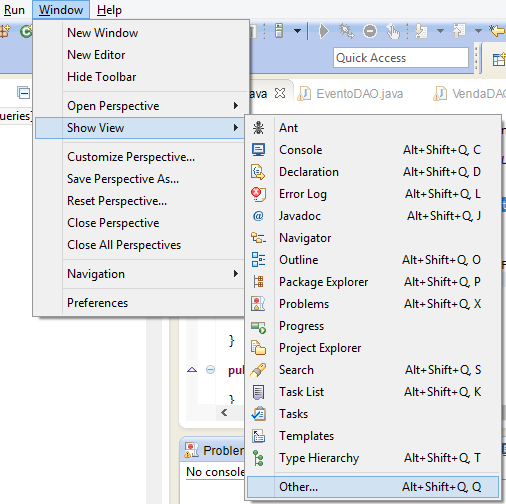 Run Window Help
New Window
New Editor
Hide Toolbar
Quick Access
Open Perspective
ava
EventoDAO.java
VendaDAO
ueries]
Show View
Customize Perspective...
Save Perspective As...
Reset Perspective...
Close Perspective
Close All Perspectives
Navigation
Preferences
Ant
Console Alt+Shift+Q, C
Declaration Alt+Shift+Q, D
Error Log Alt+Shift+Q, L
Javadoc Alt+Shift+Q, J
Navigator
Outline Alt+Shift+Q, O
Package Explorer Alt+Shift+Q, P
Problems Alt+Shift+Q, X
Progress
Project Explorer
Search Alt+Shift+Q, S
Task List Alt+Shift+Q, K
Tasks
Templates
Type Hierarchy Alt+Shift+Q, T
Other... Alt+Shift+Q, Q
}
pu
}
Problem
No console